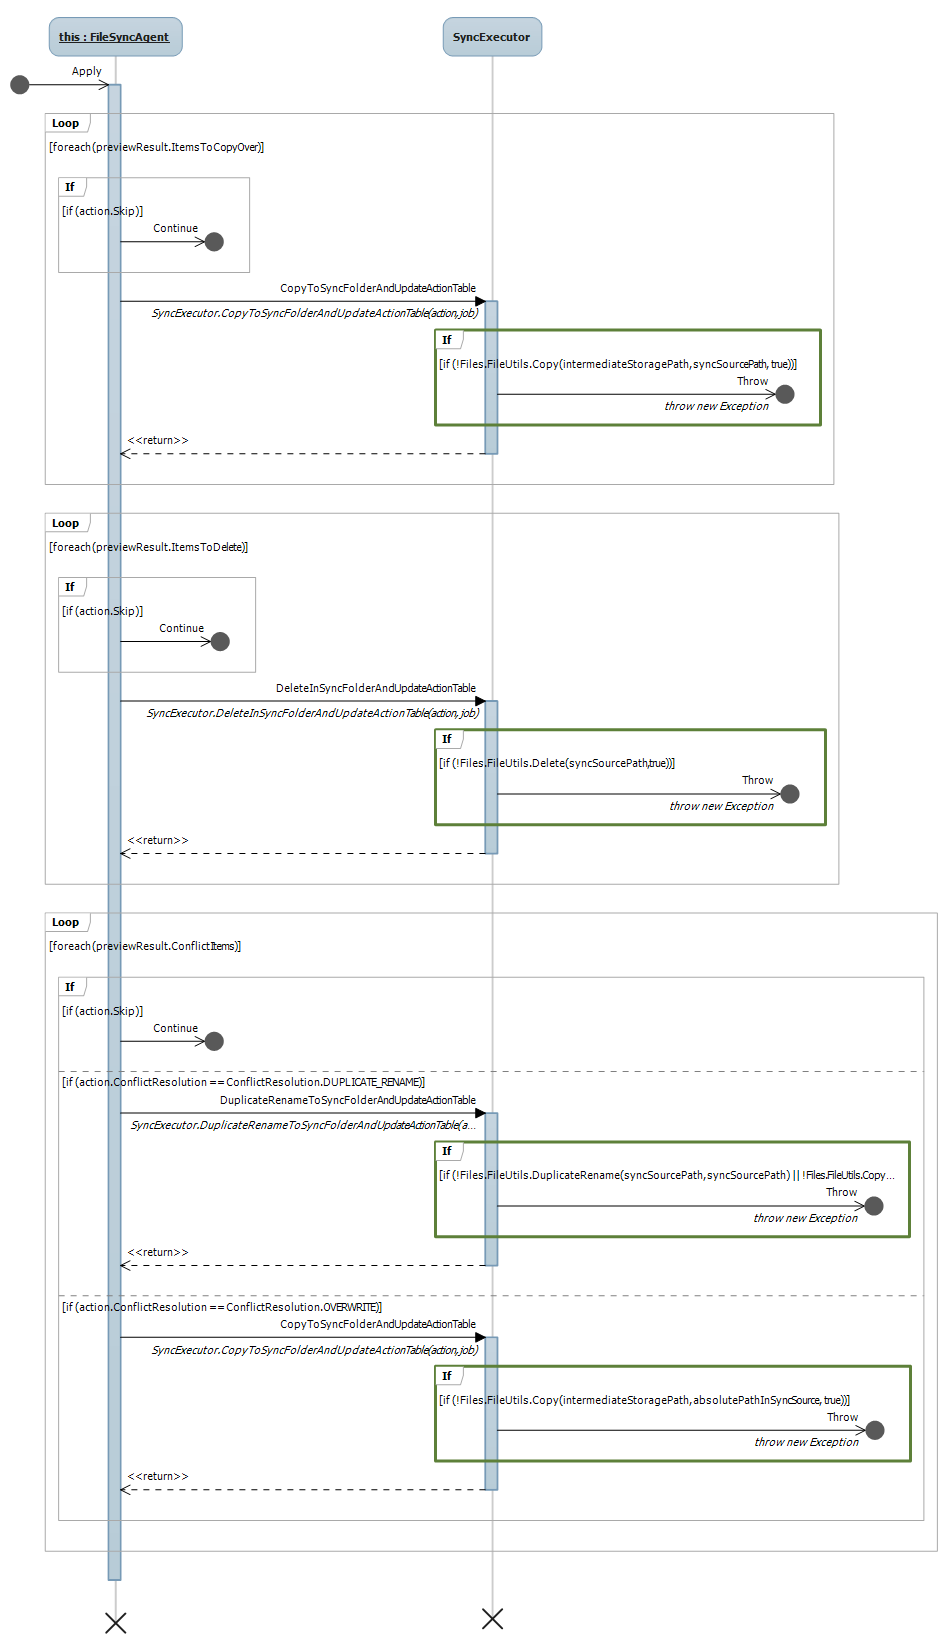 this : FileSyncAgent
SyncExecutor
Apply
Loop
[foreach(previewResult.ItemsToCopyOver)]
If
[if (action.Skip)]
Continue
CopyToSyncFolderAndUpdateActionTable
SyncExecutor.CopyToSyncFolderAndUpdateActionTable(action,job)
If
[if (!Files.FileUtils.Copy(intermediateStoragePath,syncSourcePath, true))]
Throw
throw new Exception
<<return>>
Loop
[foreach(previewResult.ItemsToDelete)]
If
[if (action.Skip)]
Continue
DeleteInSyncFolderAndUpdateActionTable
SyncExecutor.DeleteInSyncFolderAndUpdateActionTable(action,job)
If
[if (!Files.FileUtils.Delete(syncSourcePath,true))]
Throw
throw new Exception
<<return>>
Loop
[foreach(previewResult.ConflictItems)]
If
[if (action.Skip)]
Continue
[if (action.ConflictResolution == ConflictResolution.DUPLICATE_RENAME)]
DuplicateRenameToSyncFolderAndUpdateActionTable
SyncExecutor.DuplicateRenameToSyncFolderAndUpdateActionTable(a...
If
[if (!Files.FileUtils.DuplicateRename(syncSourcePath,syncSourcePath) || !Files.FileUtils.Copy...
Throw
throw new Exception
<<return>>
[if (action.ConflictResolution == ConflictResolution.OVERWRITE)]
CopyToSyncFolderAndUpdateActionTable
SyncExecutor.CopyToSyncFolderAndUpdateActionTable(action,job)
If
[if (!Files.FileUtils.Copy(intermediateStoragePath,absolutePathInSyncSource, true))]
Throw
throw new Exception
<<return>>